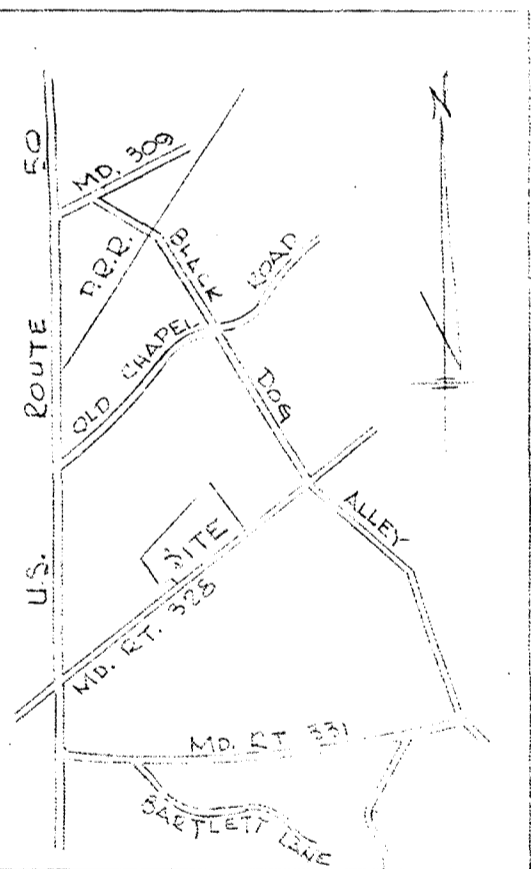 N
U.S. ROUTE 50
MD. 309
P.R.R.
BLACK DOG ALLEY
OLD CHAPEL ROAD
SITE
MD. RT. 328
MD. RT 331
BARTLETT LANE